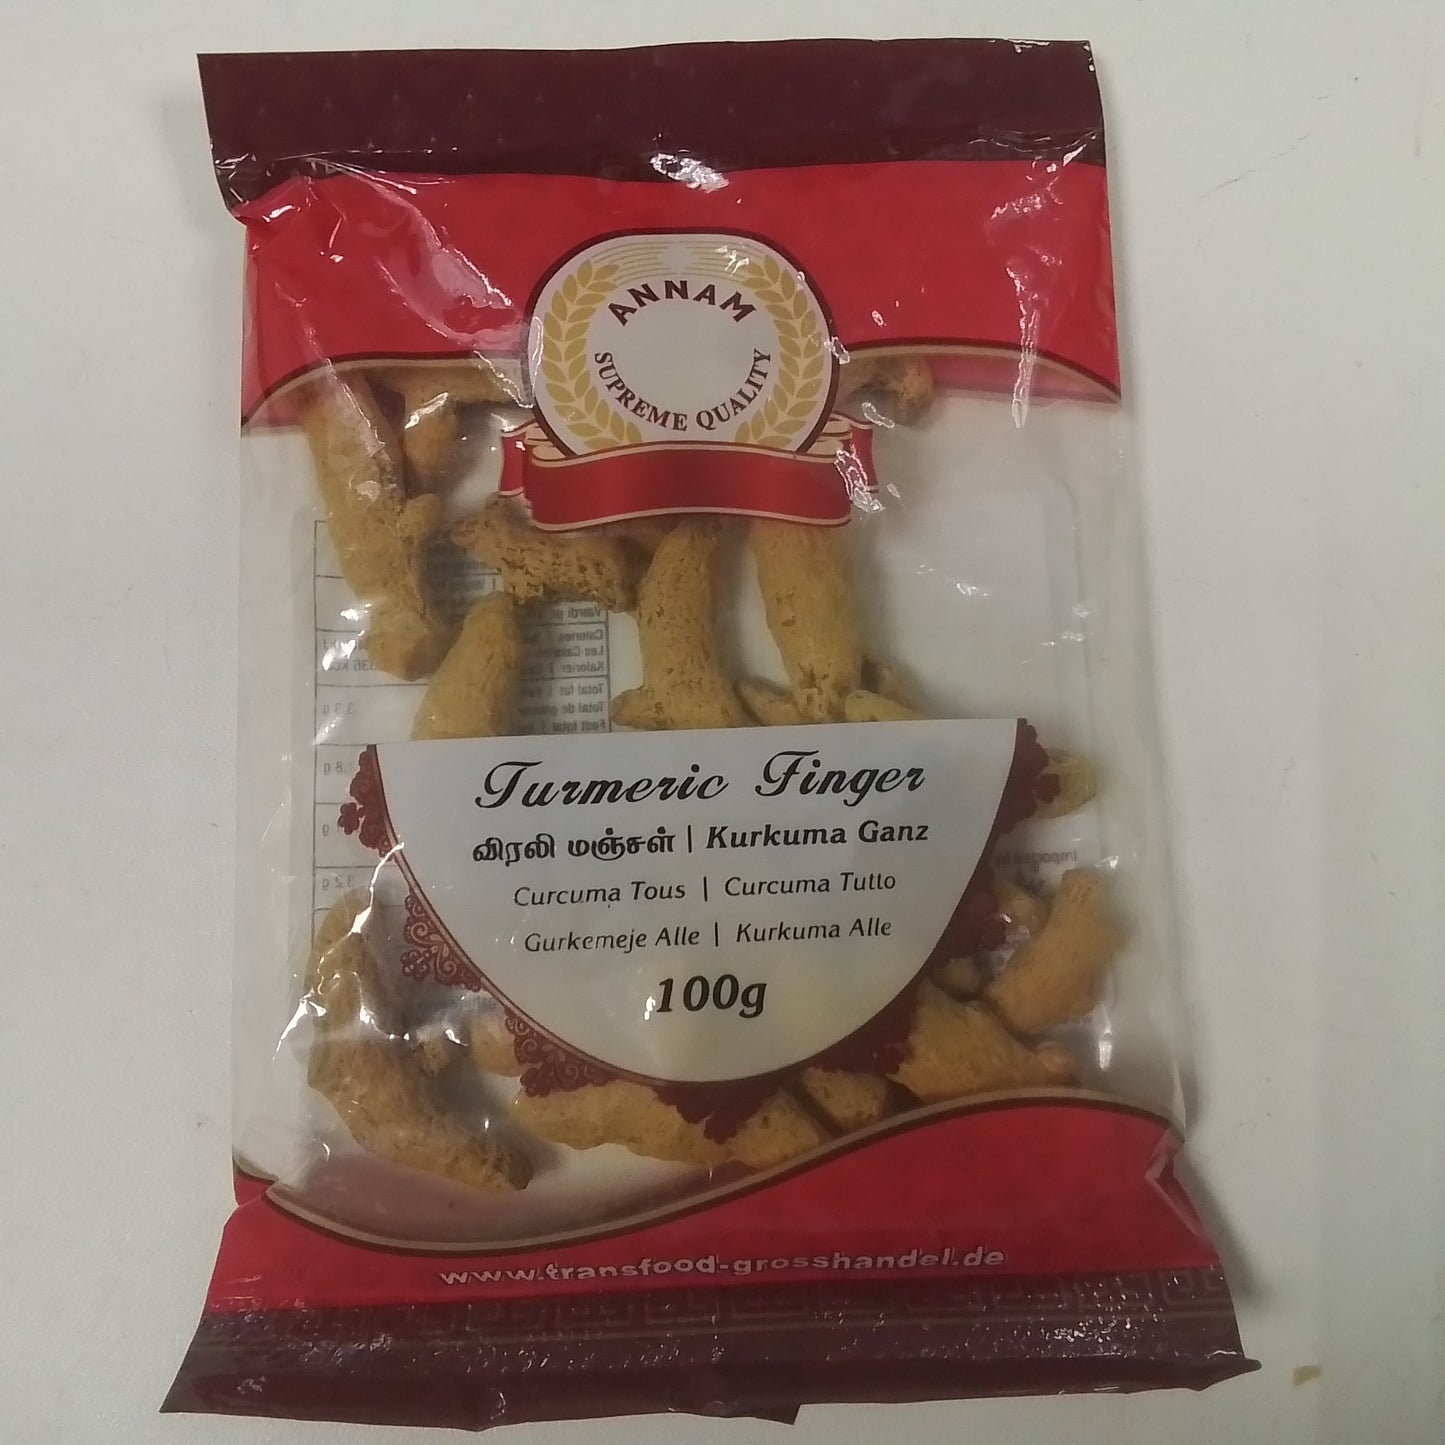 ANNAM
SUPREME QUALITY
Turmeric Finger
விரலி மஞ்சள் | Kurkuma Ganz
Curcuma Tous | Curcuma Tutto
Gurkemeje Alle | Kurkuma Alle
100g
www.transfood-grosshandel.de